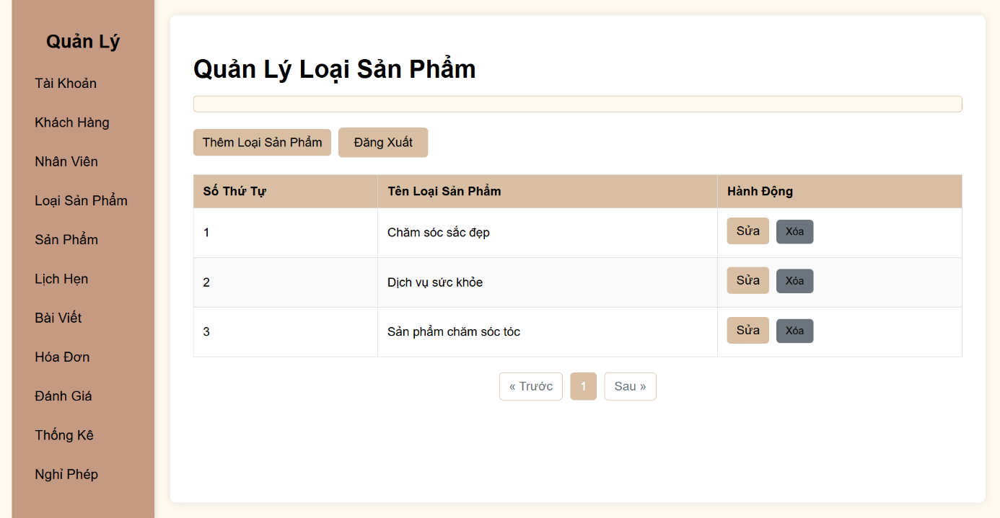 Quản Lý
Tài Khoản
Khách Hàng
Nhân Viên
Loại Sản Phẩm
Sản Phẩm
Lịch Hẹn
Bài Viết
Hóa Đơn
Đánh Giá
Thống Kê
Nghỉ Phép
Quản Lý Loại Sản Phẩm
Thêm Loại Sản Phẩm Đăng Xuất
Số Thứ Tự Tên Loại Sản Phẩm Hành Động
1 Chăm sóc sắc đẹp Sửa Xóa
2 Dịch vụ sức khỏe Sửa Xóa
3 Sản phẩm chăm sóc tóc Sửa Xóa
« Trước 1 Sau »